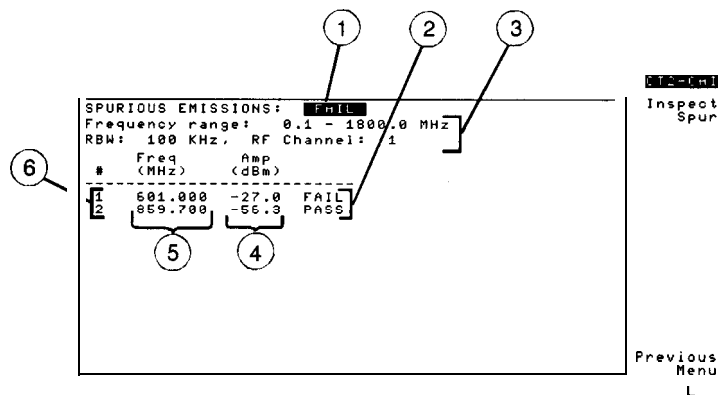 1 2 3
CT2-CAI
SPURIOUS EMISSIONS: FAIL
Inspect
Spur
Frequency range: 0.1 - 1800.0 MHz
RBW: 100 KHz, RF Channel: 1
Freq Amp
# (MHz) (dBm)
6
1 601.000 -27.0 FAIL
2 859.700 -56.3 PASS
5 4
Previous
Menu
L